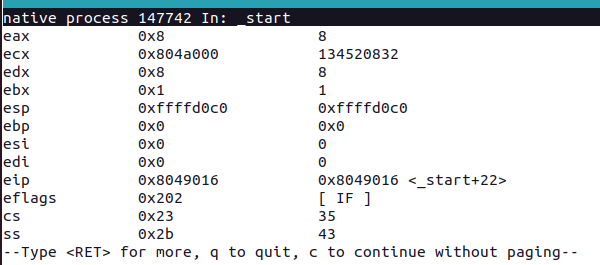 native process 147742 In: _start
eax            0x8                 8
ecx            0x804a000           134520832
edx            0x8                 8
ebx            0x1                 1
esp            0xffffd0c0          0xffffd0c0
ebp            0x0                 0x0
esi            0x0                 0
edi            0x0                 0
eip            0x8049016           0x8049016 <_start+22>
eflags         0x202               [ IF ]
cs             0x23                35
ss             0x2b                43
--Type <RET> for more, q to quit, c to continue without paging--